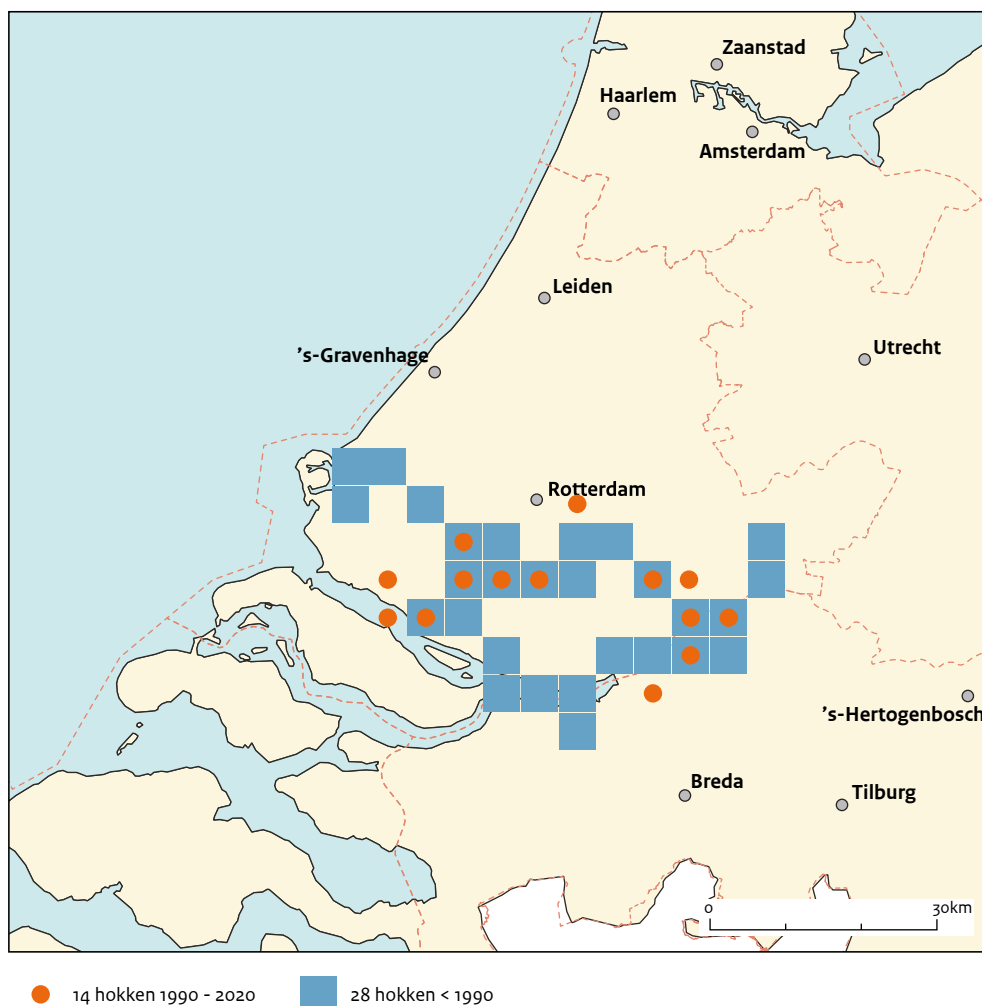 Zaanstad
Haarlem
Amsterdam
Leiden
's-Gravenhage
Utrecht
Rotterdam
's-Hertogenbosch
Breda
Tilburg
0 30km
14 hokken 1990 - 2020 28 hokken < 1990